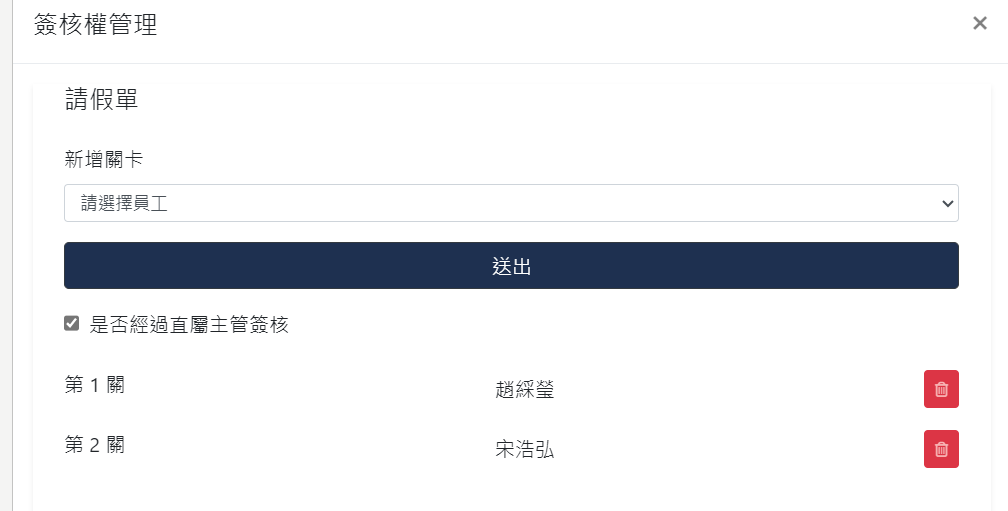 簽核權管理
×
請假單
新增關卡
請選擇員工
送出
是否經過直屬主管簽核
第 1 關 趙綵瑩
第 2 關 宋浩弘